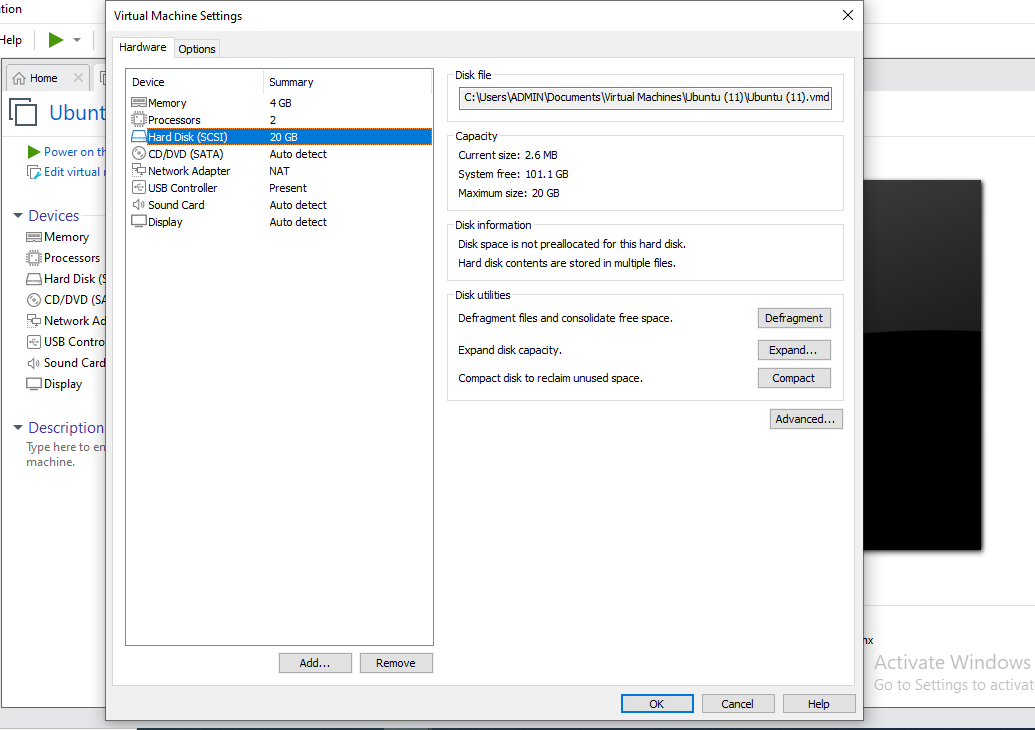 tion
Virtual Machine Settings
Help
Hardware
Options
Home
Ubunt
Power on th
Edit virtual
Devices
Memory
Processors
Hard Disk (S
CD/DVD (SA
Network Ad
USB Contro
Sound Card
Display
Description
Type here to en
machine.
Device Summary
Memory 4 GB
Processors 2
Hard Disk (SCSI) 20 GB
CD/DVD (SATA) Auto detect
Network Adapter NAT
USB Controller Present
Sound Card Auto detect
Display Auto detect
Add...
Remove
Disk file
C:\Users\ADMIN\Documents\Virtual Machines\Ubuntu (11)\Ubuntu (11).vmd
Capacity
Current size: 2.6 MB
System free: 101.1 GB
Maximum size: 20 GB
Disk information
Disk space is not preallocated for this hard disk.
Hard disk contents are stored in multiple files.
Disk utilities
Defragment files and consolidate free space.
Defragment
Expand disk capacity.
Expand...
Compact disk to reclaim unused space.
Compact
Advanced...
OK
Cancel
Help
nx
Activate Windows
Go to Settings to activat